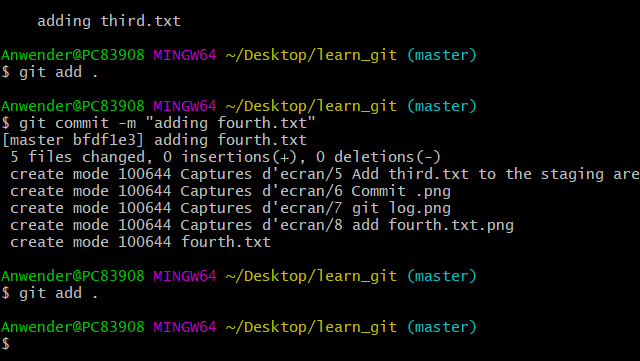 adding third.txt
Anwender@PC83908 MINGW64 ~/Desktop/learn_git (master)
$ git add .
Anwender@PC83908 MINGW64 ~/Desktop/learn_git (master)
$ git commit -m "adding fourth.txt"
[master bfdf1e3] adding fourth.txt
5 files changed, 0 insertions(+), 0 deletions(-)
create mode 100644 Captures d'ecran/5 Add third.txt to the staging are
create mode 100644 Captures d'ecran/6 Commit .png
create mode 100644 Captures d'ecran/7 git log.png
create mode 100644 Captures d'ecran/8 add fourth.txt.png
create mode 100644 fourth.txt
Anwender@PC83908 MINGW64 ~/Desktop/learn_git (master)
$ git add .
Anwender@PC83908 MINGW64 ~/Desktop/learn_git (master)
$